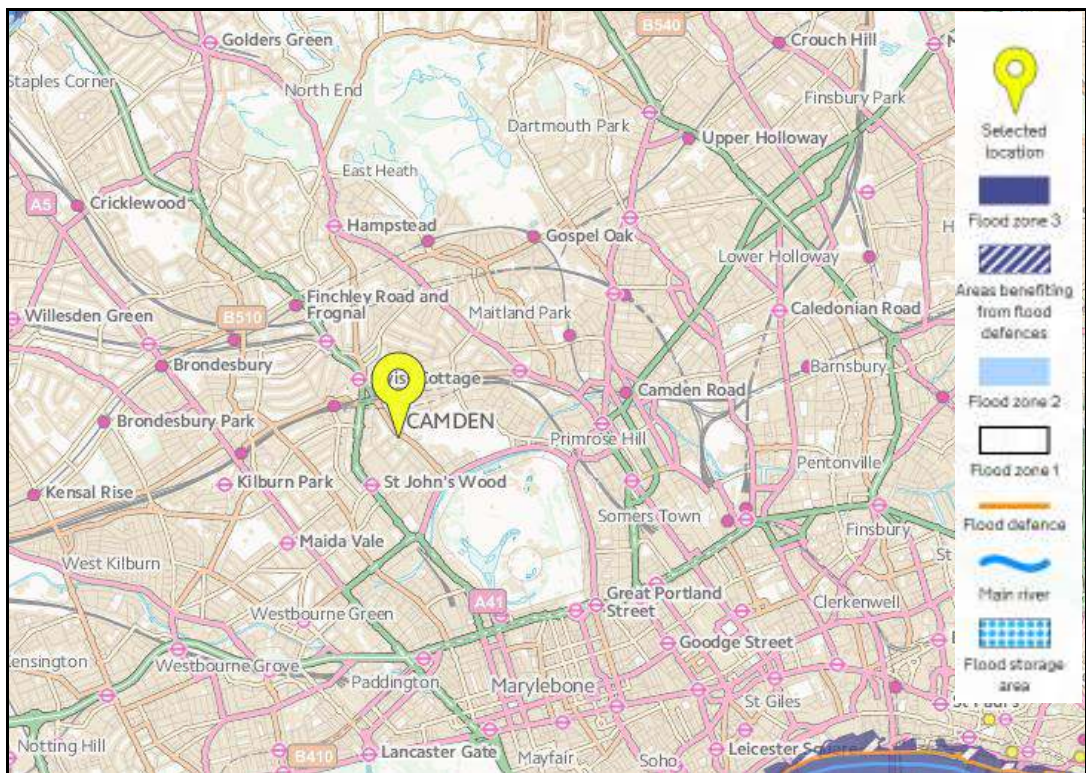 Golders Green
B540
Crouch Hill
Staples Corner
North End
Finsbury Park
Dartmouth Park
Upper Holloway
East Heath
A5
Cricklewood
Hampstead
Gospel Oak
Lower Holloway
Finchley Road and
Frognal
Willesden Green
B510
Maitland Park
Caledonian Road
Brondesbury
Barnsbury
Cottage
Camden Road
Brondesbury Park
CAMDEN
Primrose Hill
Pentonville
Kensal Rise
Kilburn Park
St John's Wood
Somers Town
Finsbury
St
Maida Vale
West Kilburn
Great Portland
Street
A41
Westbourne Green
Clerkenwell
Goodge Street
Westbourne Grove
Paddington
Marylebone
St Giles
St Paul's
Notting Hill
B410
Lancaster Gate
Mayfair
Soho
Leicester Square
Selected
location
Flood zone 3
Areas benefiting
from flood
defences
Flood zone 2
Flood zone 1
Flood defence
Main river
Flood storage
area